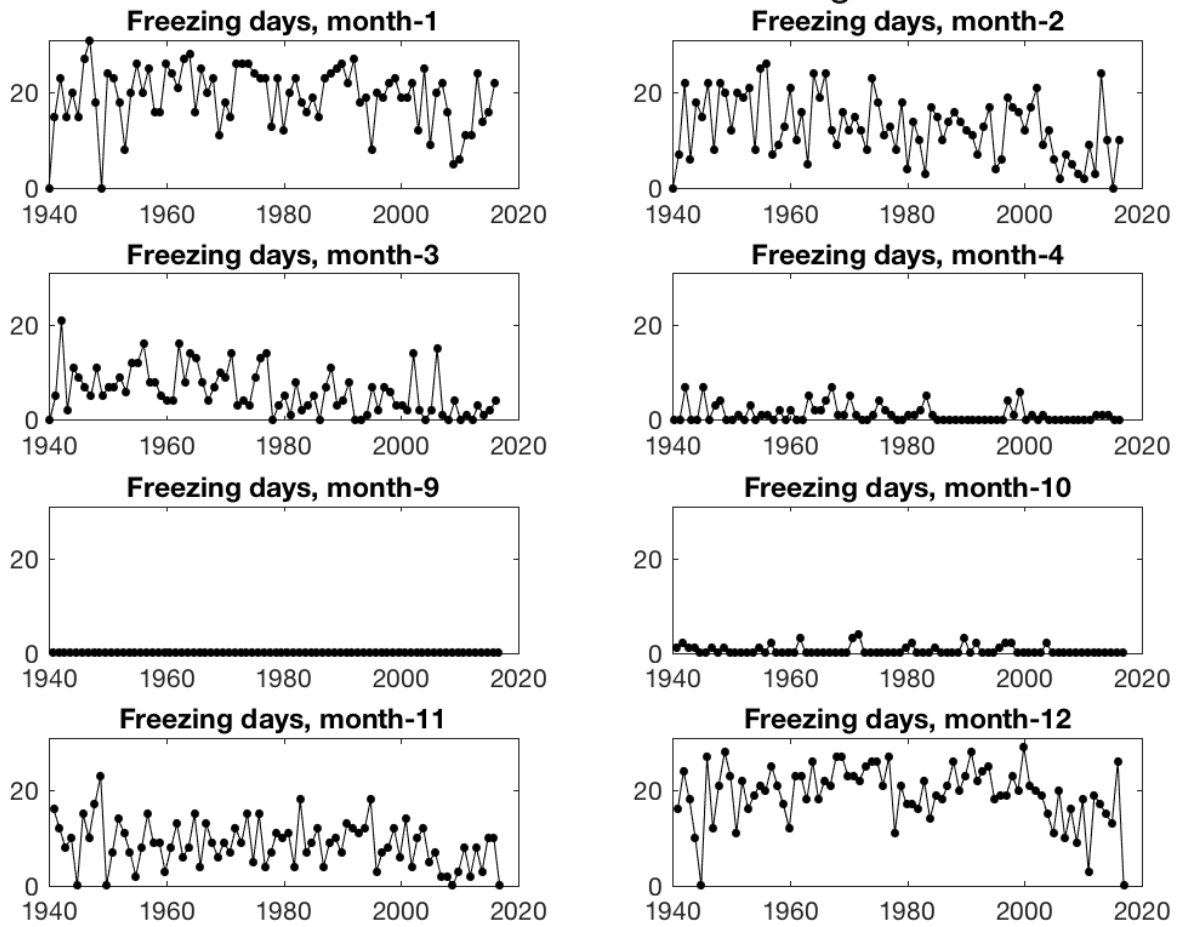 Freezing days, month-1
20
0
1940 1960 1980 2000 2020
Freezing days, month-2
20
0
1940 1960 1980 2000 2020
Freezing days, month-3
20
0
1940 1960 1980 2000 2020
Freezing days, month-4
20
0
1940 1960 1980 2000 2020
Freezing days, month-9
20
0
1940 1960 1980 2000 2020
Freezing days, month-10
20
0
1940 1960 1980 2000 2020
Freezing days, month-11
20
0
1940 1960 1980 2000 2020
Freezing days, month-12
20
0
1940 1960 1980 2000 2020